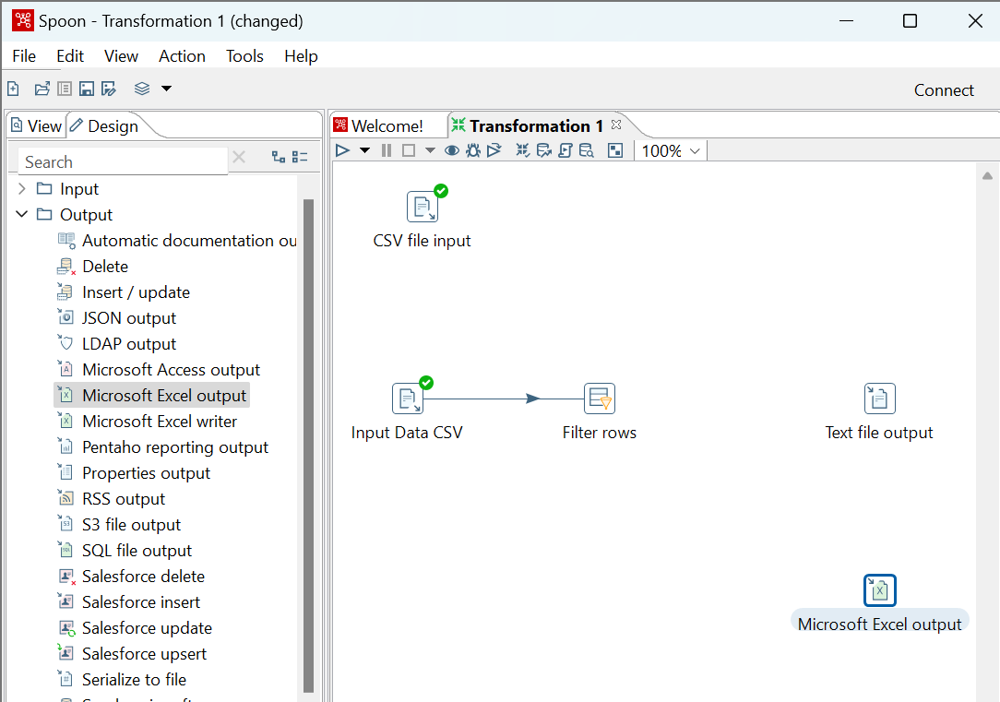 Spoon - Transformation 1 (changed)
File Edit View Action Tools Help
Connect
View Design
Search
Input
Output
Automatic documentation ou
Delete
Insert / update
JSON output
LDAP output
Microsoft Access output
Microsoft Excel output
Microsoft Excel writer
Pentaho reporting output
Properties output
RSS output
S3 file output
SQL file output
Salesforce delete
Salesforce insert
Salesforce update
Salesforce upsert
Serialize to file
Welcome! Transformation 1
100%
CSV file input
Input Data CSV
Filter rows
Text file output
Microsoft Excel output